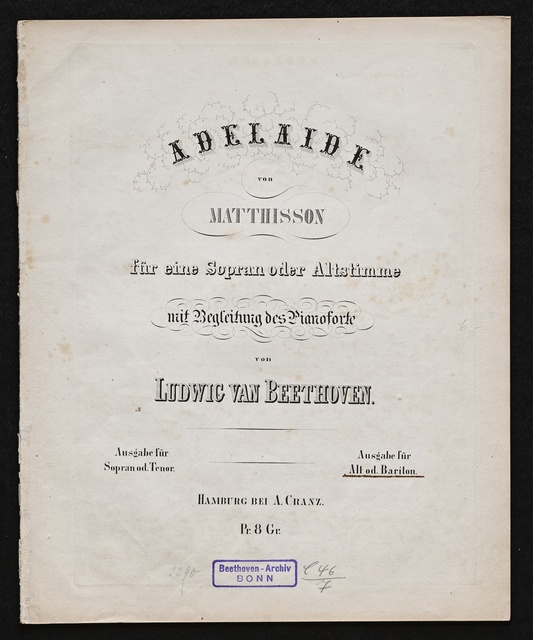 ADELAIDE
von
MATTHISSON
für eine Sopran oder Altstimme
mit Begleitung des Pianoforte
von
LUDWIG VAN BEETHOVEN.
Ausgabe für
Sopran od. Tenor.
Ausgabe für
Alt od. Bariton.
HAMBURG BEI A. CRANZ.
Pr. 8 Gr.
Beethoven-Archiv
BONN
C 46
7